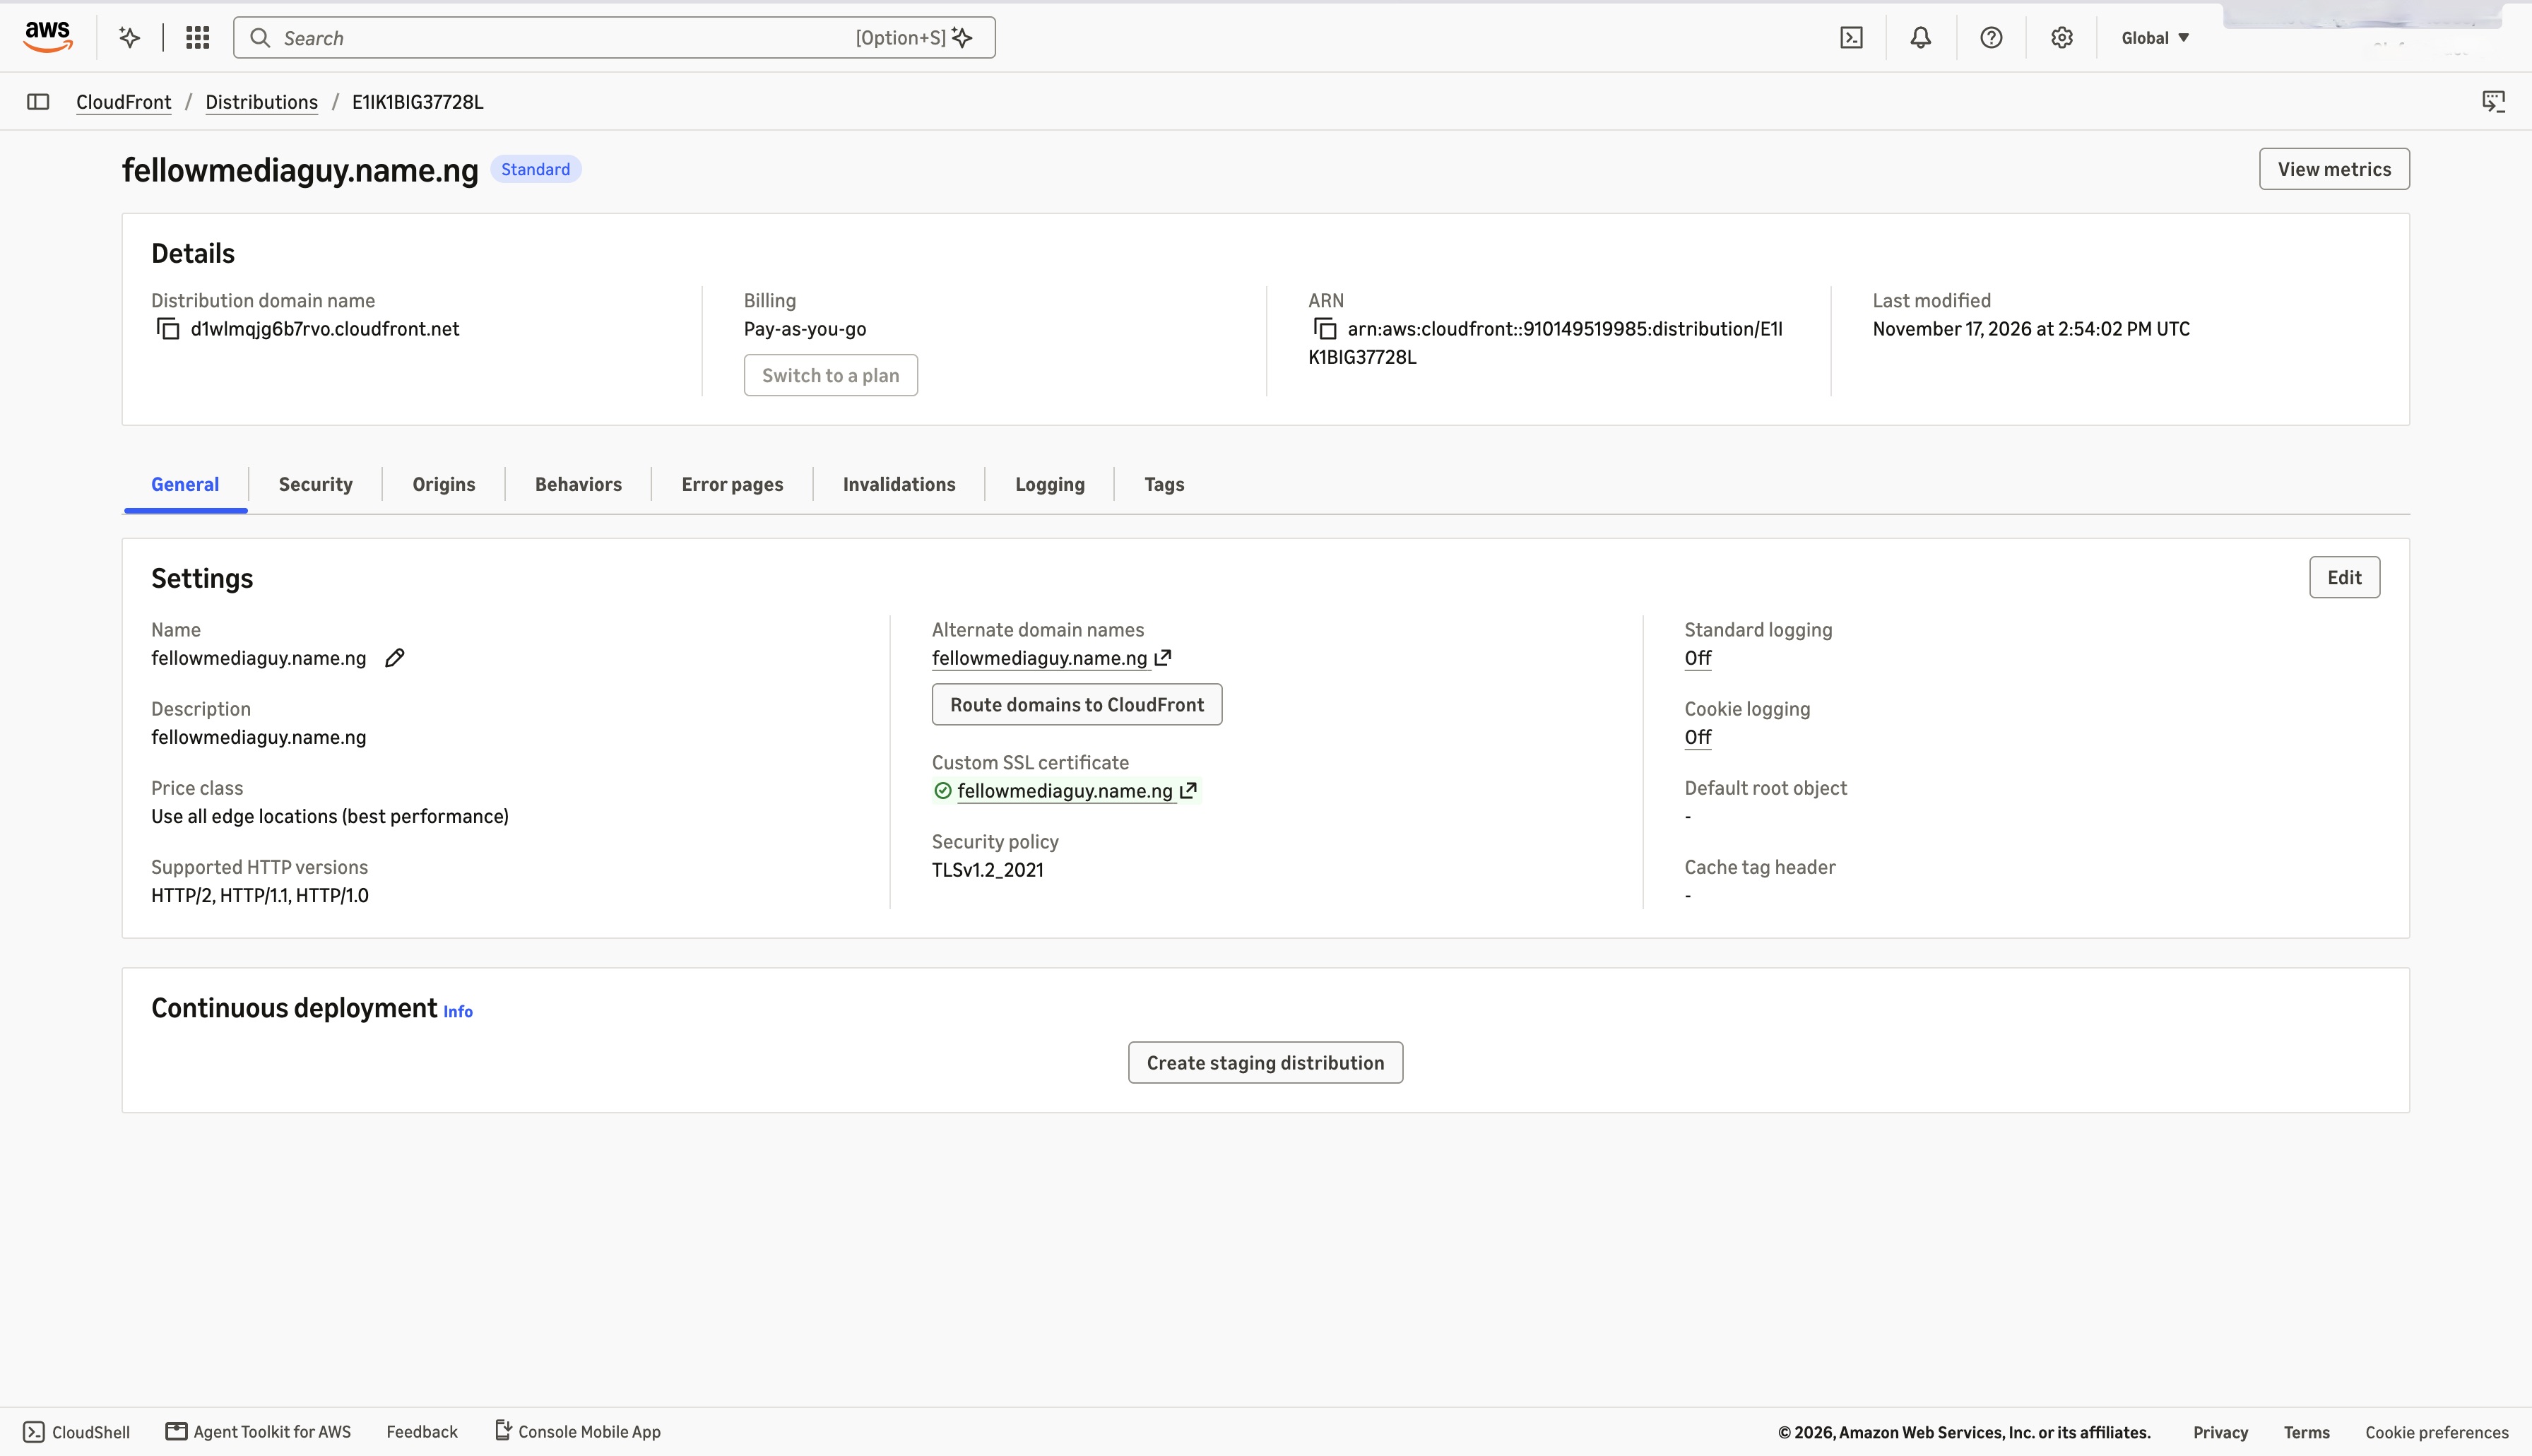 aws
Search [Option+S]
Global
CloudFront / Distributions / E1IK1BIG37728L
fellowmediaguy.name.ng Standard
View metrics
Details
Distribution domain name
d1wlmqjg6b7rvo.cloudfront.net
Billing
Pay-as-you-go
Switch to a plan
ARN
arn:aws:cloudfront::910149519985:distribution/E1I
K1BIG37728L
Last modified
November 17, 2026 at 2:54:02 PM UTC
General Security Origins Behaviors Error pages Invalidations Logging Tags
Settings
Edit
Name
fellowmediaguy.name.ng
Description
fellowmediaguy.name.ng
Price class
Use all edge locations (best performance)
Supported HTTP versions
HTTP/2, HTTP/1.1, HTTP/1.0
Alternate domain names
fellowmediaguy.name.ng
Route domains to CloudFront
Custom SSL certificate
fellowmediaguy.name.ng
Security policy
TLSv1.2_2021
Standard logging
Off
Cookie logging
Off
Default root object
-
Cache tag header
-
Continuous deployment Info
Create staging distribution
CloudShell Agent Toolkit for AWS Feedback Console Mobile App
© 2026, Amazon Web Services, Inc. or its affiliates. Privacy Terms Cookie preferences